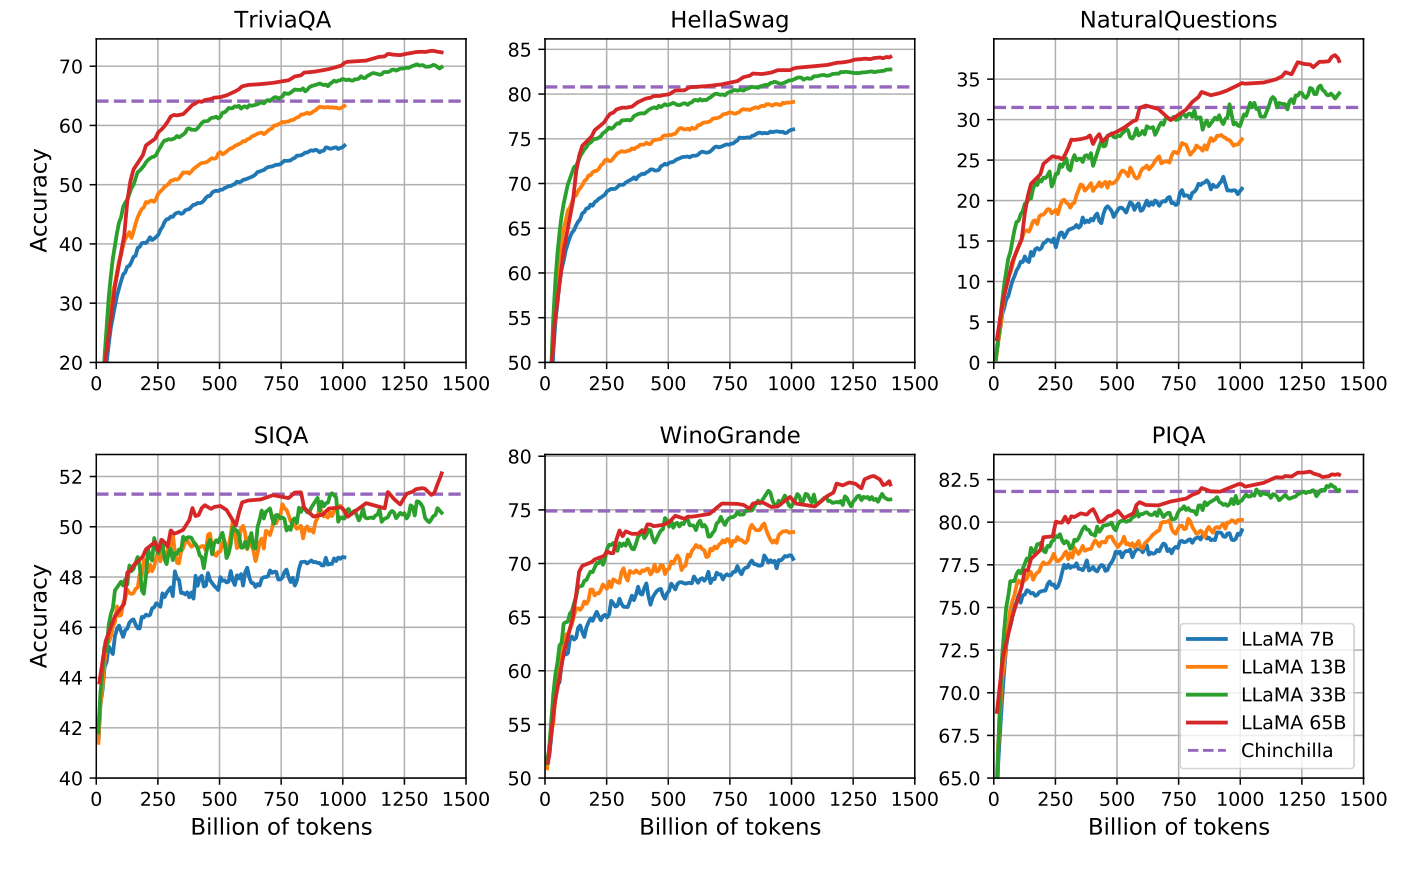 TriviaQA
HellaSwag
NaturalQuestions
Accuracy
70
60
50
40
30
20
0 250 500 750 1000 1250 1500
85
80
75
70
65
60
55
50
0 250 500 750 1000 1250 1500
35
30
25
20
15
10
5
0
0 250 500 750 1000 1250 1500
SIQA
WinoGrande
PIQA
Accuracy
52
50
48
46
44
42
40
0 250 500 750 1000 1250 1500
Billion of tokens
80
75
70
65
60
55
50
0 250 500 750 1000 1250 1500
Billion of tokens
82.5
80.0
77.5
75.0
72.5
70.0
67.5
65.0
0 250 500 750 1000 1250 1500
Billion of tokens
LLaMA 7B
LLaMA 13B
LLaMA 33B
LLaMA 65B
Chinchilla